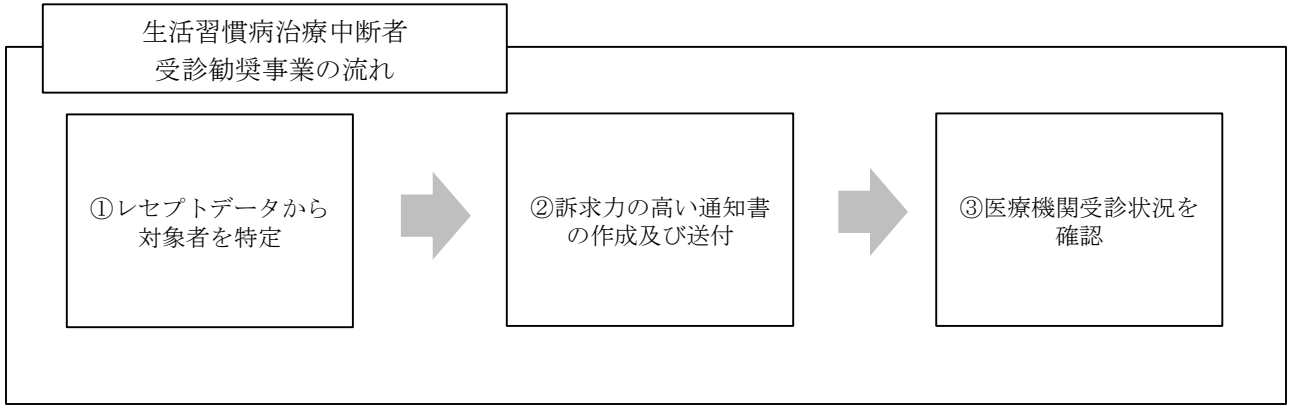 生活習慣病治療中断者
受診勧奨事業の流れ
①レセプトデータから
対象者を特定
②訴求力の高い通知書
の作成及び送付
③医療機関受診状況を
確認